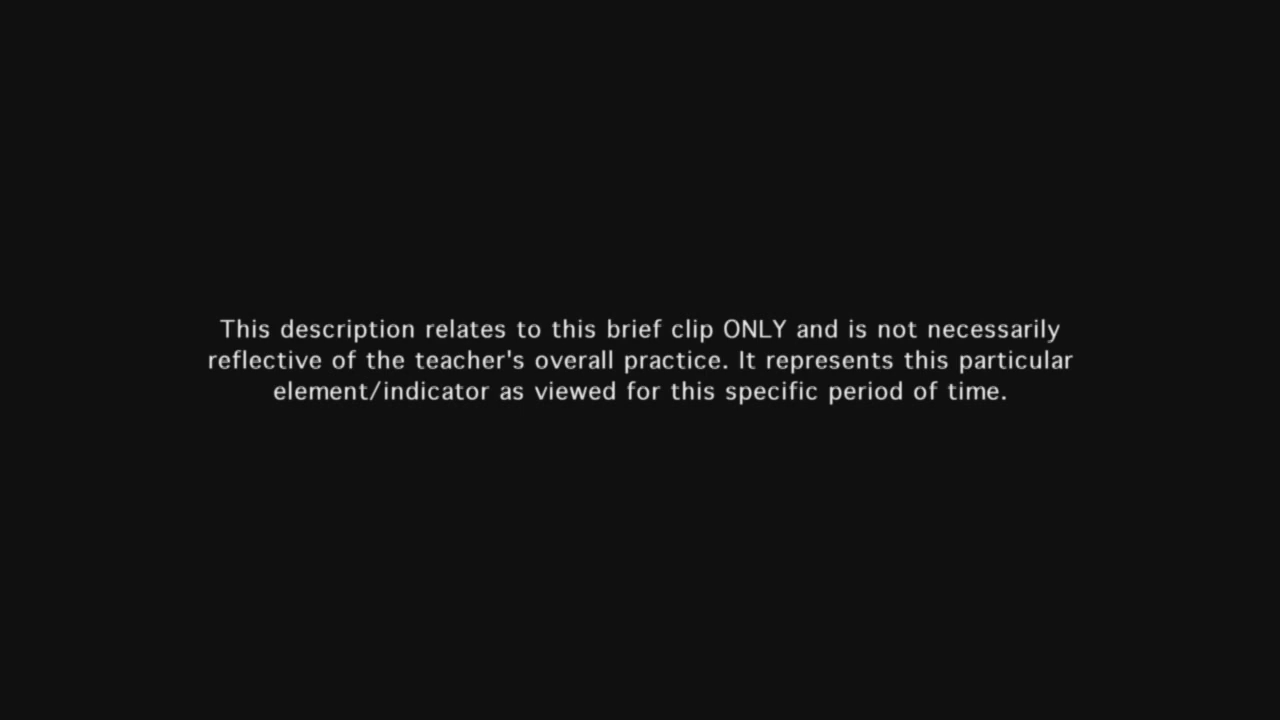 This description relates to this brief clip ONLY and is not necessarily
reflective of the teacher's overall practice. It represents this particular
element/indicator as viewed for this specific period of time.